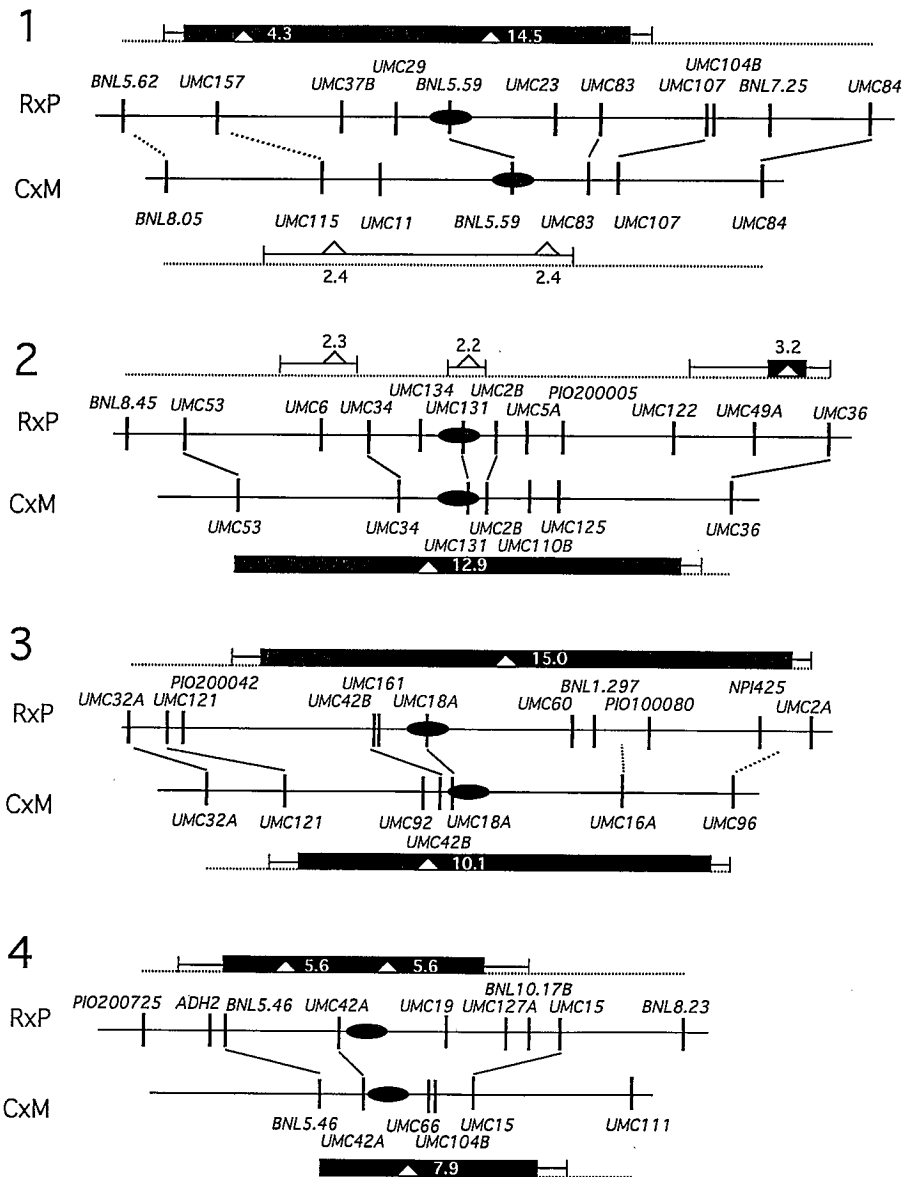 1
4.3 14.5
UMC29 UMC104B
BNL5.62 UMC157 UMC37B BNL5.59 UMC23 UMC83 UMC107 BNL7.25 UMC84
RxP
CxM
BNL8.05 UMC115 UMC11 BNL5.59 UMC83 UMC107 UMC84
2.4 2.4
2
2.3 2.2 3.2
UMC134 UMC2B PIO200005
BNL8.45 UMC53 UMC6 UMC34 UMC131 UMC5A UMC122 UMC49A UMC36
RxP
CxM
UMC53 UMC34 UMC2B UMC125 UMC36
UMC131 UMC110B
12.9
3
15.0
PIO200042 UMC161 BNL1.297 NPI425
UMC32A UMC121 UMC42B UMC18A UMC60 PIO100080 UMC2A
RxP
CxM
UMC32A UMC121 UMC92 UMC18A UMC16A UMC96
UMC42B
10.1
4
5.6 5.6
BNL10.17B
PIO200725 ADH2 BNL5.46 UMC42A UMC19 UMC127A UMC15 BNL8.23
RxP
CxM
BNL5.46 UMC66 UMC15 UMC111
UMC42A UMC104B
7.9